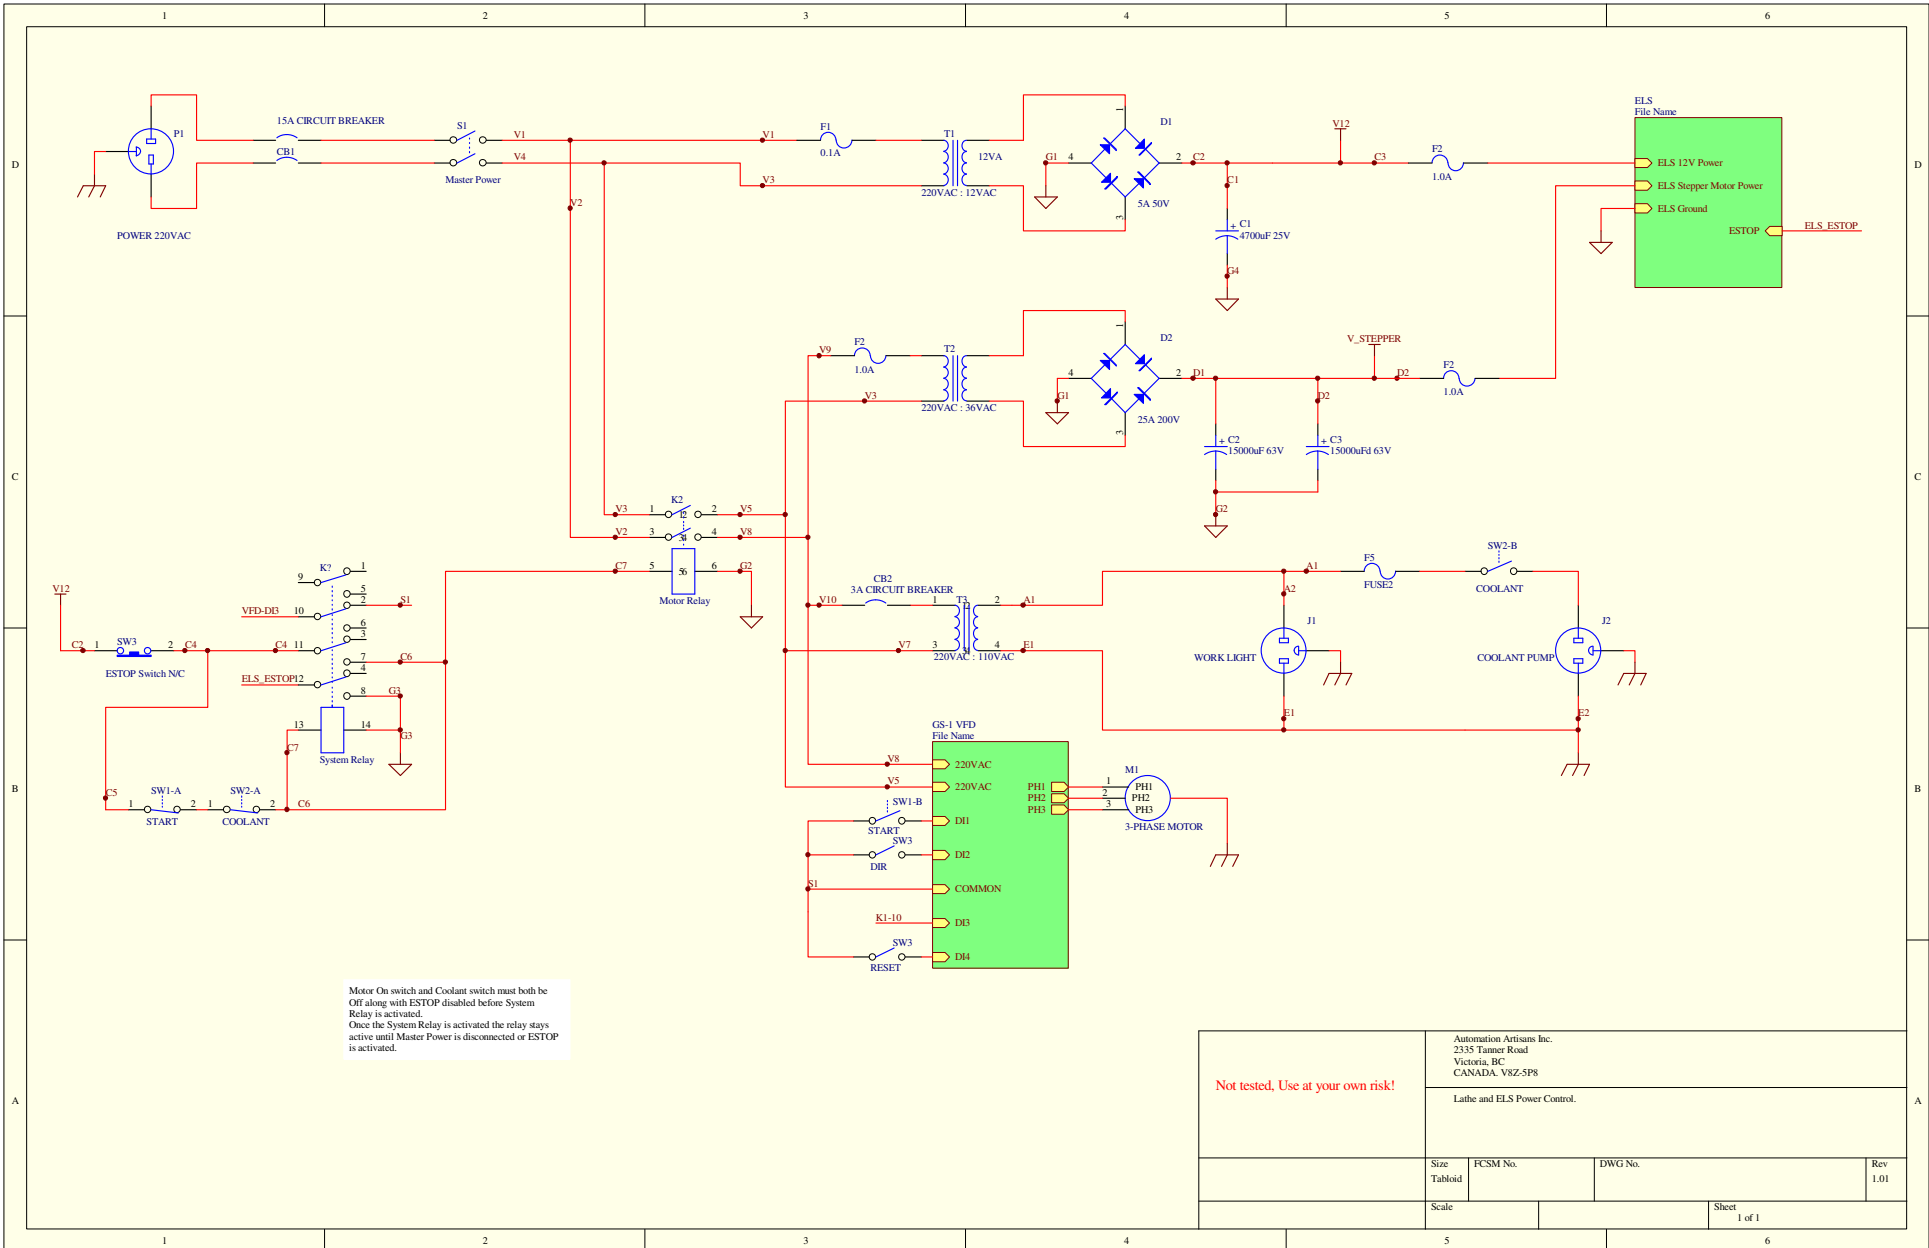 1 2 3 4 5 6
D
C
B
A
P1
POWER 220VAC
15A CIRCUIT BREAKER
CB1
S1
Master Power
V1
V4
V2
V1
V3
F1
0.1A
T1
12VA
220VAC : 12VAC
G1
4
1
3
2
D1
5A 50V
C2
C1
+ C1
4700uF 25V
G4
V12
C3
F2
1.0A
ELS
File Name
ELS 12V Power
ELS Stepper Motor Power
ELS Ground
ESTOP
ELS_ESTOP
D
V9
F2
1.0A
V3
T2
220VAC : 36VAC
G1
4
1
3
2
D2
25A 200V
D1
V_STEPPER
D2
D2
F2
1.0A
+ C2
15000uF 63V
+ C3
15000uFd 63V
G2
C
K2
V3 1 12 2 V5
V2 3 34 4 V8
C7 5 56 6 G2
Motor Relay
V12
C2 1 SW3 2 C4
ESTOP Switch N/C
C4 11
K?
9
1
5
2
S1
VFD-DI3 10
6
3
7
C6
4
ELS_ESTOP12
8
G3
13
14
G3
C7
System Relay
C5
1 SW1-A 2
START
1 SW2-A 2
COOLANT
C6
CB2
3A CIRCUIT BREAKER
V10
1
T3
2
A1
V7
3
4
E1
220VAC : 110VAC
A1
A2
F5
FUSE2
SW2-B
COOLANT
J1
WORK LIGHT
J2
COOLANT PUMP
E1
E2
B
GS-1 VFD
File Name
V8
220VAC
V5
220VAC
SW1-B
START
DI1
SW3
DIR
DI2
S1
COMMON
K1-10
DI3
SW3
RESET
DI4
PH1
PH2
PH3
1
2
3
M1
PH1
PH2
PH3
3-PHASE MOTOR
Motor On switch and Coolant switch must both be
Off along with ESTOP disabled before System
Relay is activated.
Once the System Relay is activated the relay stays
active until Master Power is disconnected or ESTOP
is activated.
Not tested, Use at your own risk!
Automation Artisans Inc.
2335 Tanner Road
Victoria, BC
CANADA. V8Z-5P8
Lathe and ELS Power Control.
Size
Tabloid
FCSM No.
DWG No.
Rev
1.01
Scale
Sheet
1 of 1
A
1 2 3 4 5 6